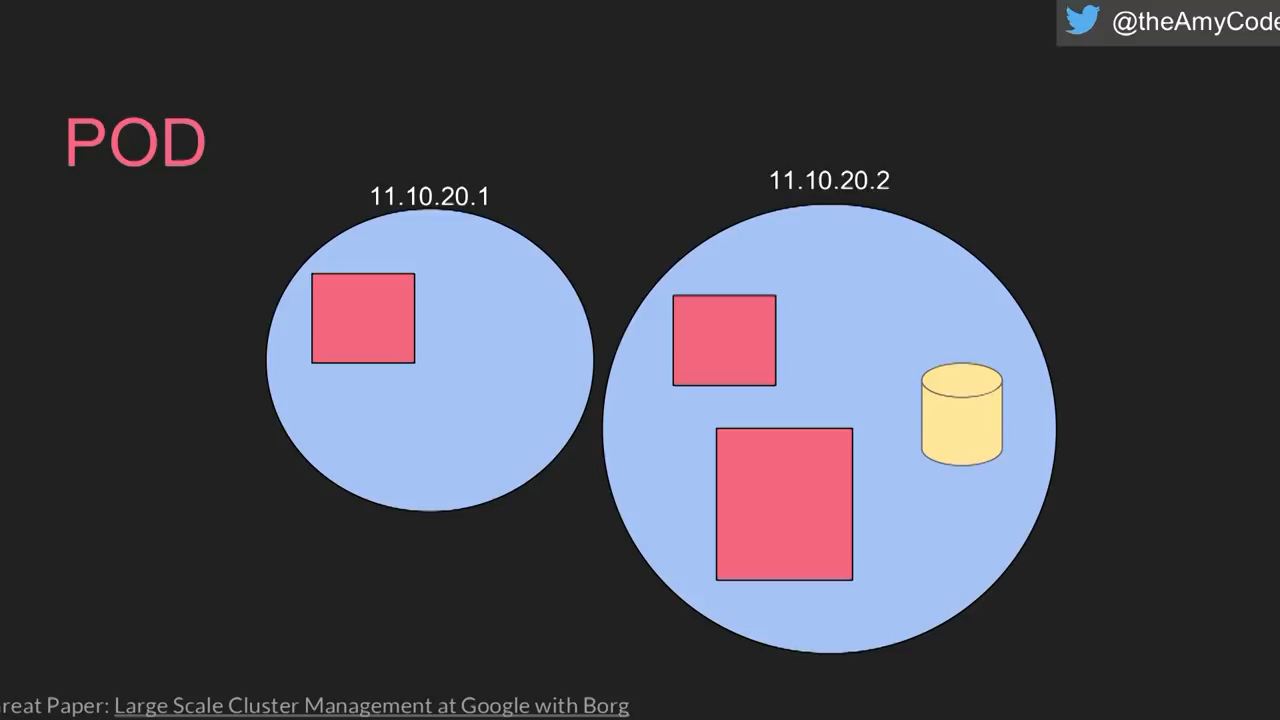 @theAmyCode
POD
11.10.20.1
11.10.20.2
reat Paper: Large Scale Cluster Management at Google with Borg